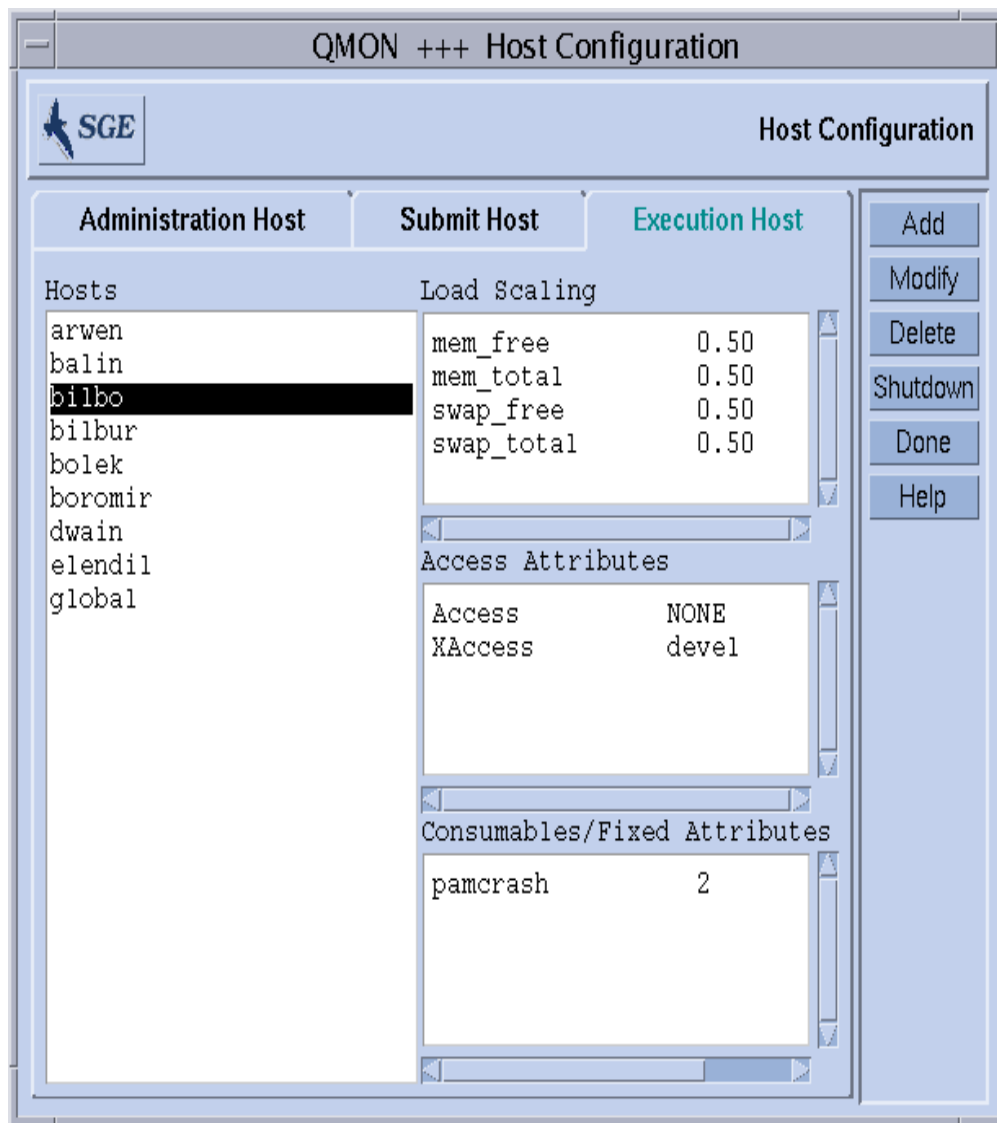 QMON +++ Host Configuration
SGE
Host Configuration
Administration Host
Submit Host
Execution Host
Hosts
arwen
balin
bilbo
bilbur
bolek
boromir
dwain
elendil
global
Load Scaling
mem_free 0.50
mem_total 0.50
swap_free 0.50
swap_total 0.50
Access Attributes
Access NONE
XAccess devel
Consumables/Fixed Attributes
pamcrash 2
Add
Modify
Delete
Shutdown
Done
Help